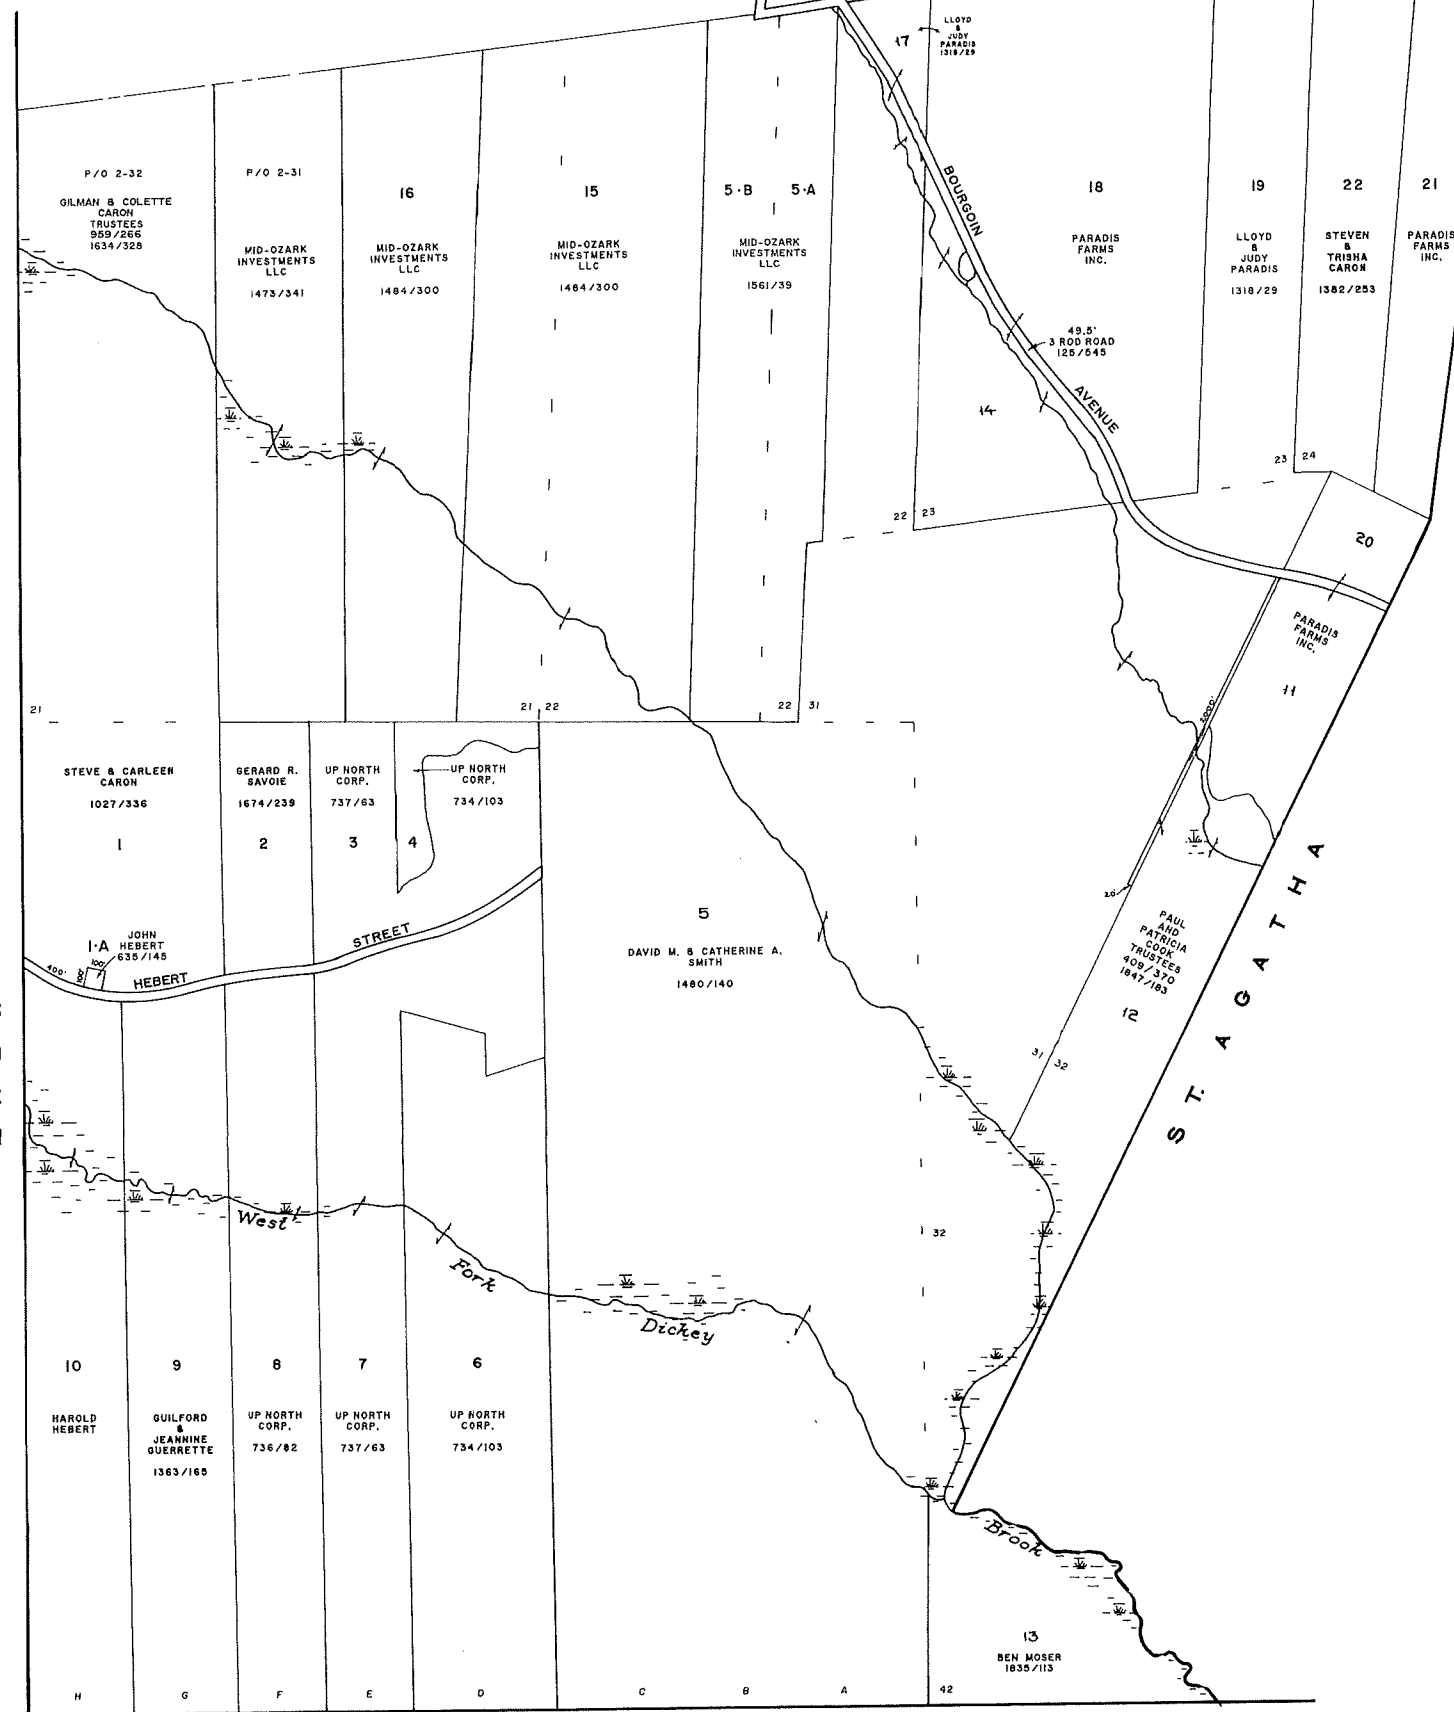 17
LLOYD
&
JUDY
PARADIS
1318/29
P/O 2-32
GILMAN & COLETTE
CARON
TRUSTEES
959/266
1634/328
P/O 2-31
MID-OZARK
INVESTMENTS
LLC
1473/341
16
MID-OZARK
INVESTMENTS
LLC
1484/300
15
MID-OZARK
INVESTMENTS
LLC
1484/300
5-B
5-A
MID-OZARK
INVESTMENTS
LLC
1561/39
BOURGOIN
AVENUE
18
PARADIS
FARMS
INC.
19
LLOYD
&
JUDY
PARADIS
1318/29
22
STEVEN
&
TRISHA
CARON
1382/253
21
PARADIS
FARMS
INC.
49.5'
3 ROD ROAD
125/545
14
23
24
22
23
20
PARADIS
FARMS
INC.
11
2000'
21
21
22
22
31
STEVE & CARLEEN
CARON
1027/336
1
GERARD R.
SAVOIE
1674/239
2
UP NORTH
CORP.
737/63
3
4
UP NORTH
CORP.
734/103
5
DAVID M. & CATHERINE A.
SMITH
1480/140
20'
PAUL
AND
PATRICIA
COOK
TRUSTEES
409/370
1847/183
12
ST. AGATHA
1-A
JOHN
HEBERT
635/145
400'
100'
100'
HEBERT
STREET
31
32
32
West
Fork
Dickey
Brook
10
HAROLD
HEBERT
9
GUILFORD
&
JEANNINE
GUERRETTE
1363/165
8
UP NORTH
CORP.
736/82
7
UP NORTH
CORP.
737/63
6
UP NORTH
CORP.
734/103
13
BEN MOSER
1835/113
H
G
F
E
D
C
B
A
42